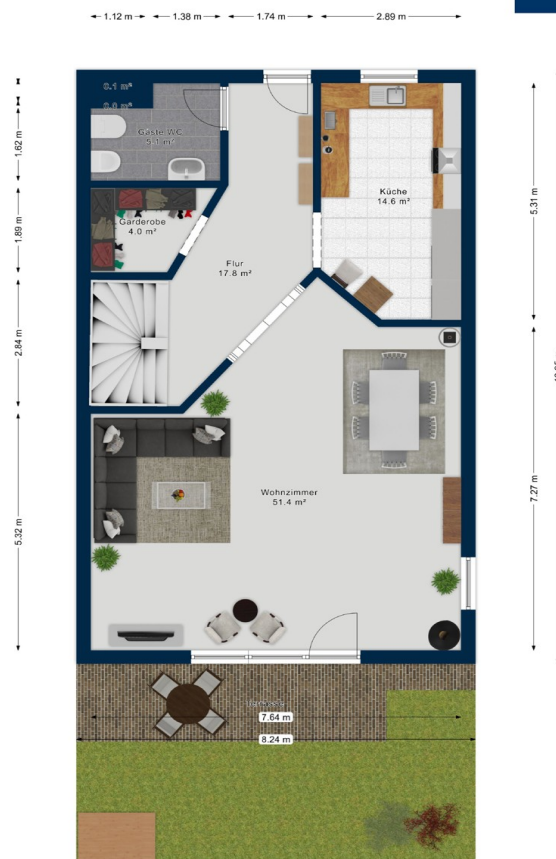 1.12 m
1.38 m
1.74 m
2.89 m
0.1 m²
0.0 m²
Gäste WC
5.1 m²
1.62 m
Garderobe
4.0 m²
1.89 m
Küche
14.6 m²
5.31 m
Flur
17.8 m²
2.84 m
Wohnzimmer
51.4 m²
5.32 m
7.27 m
Terrasse
7.64 m
8.24 m